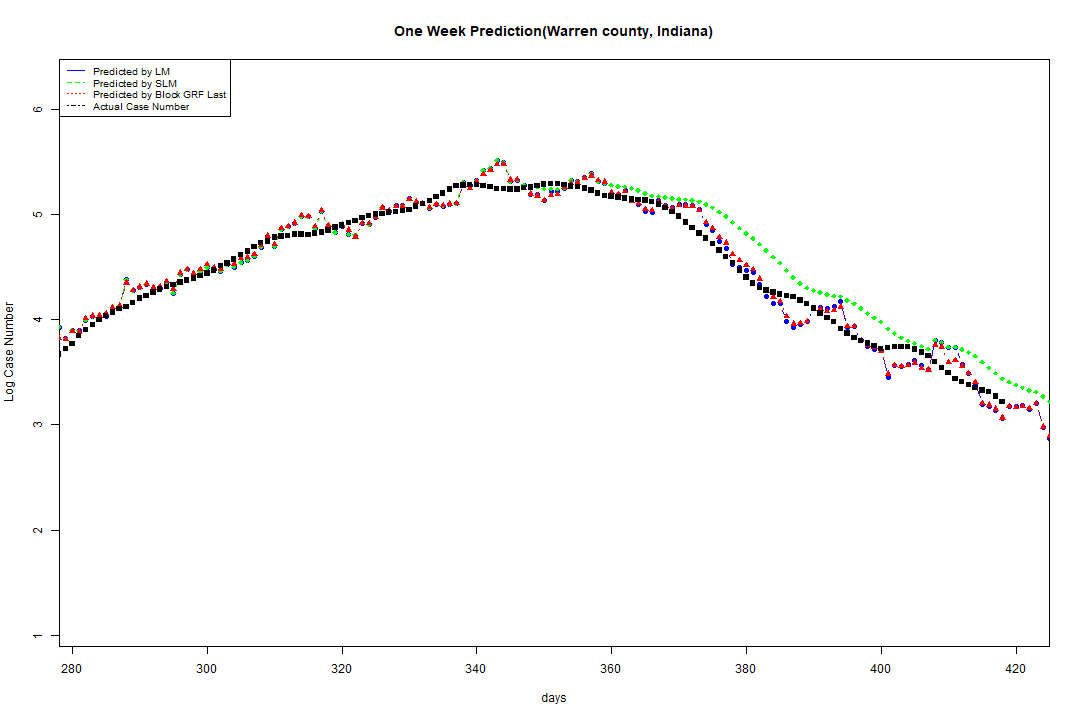 One Week Prediction(Warren county, Indiana)
Predicted by LM
Predicted by SLM
Predicted by Block GRF Last
Actual Case Number
6
5
4
3
2
1
Log Case Number
280 300 320 340 360 380 400 420
days